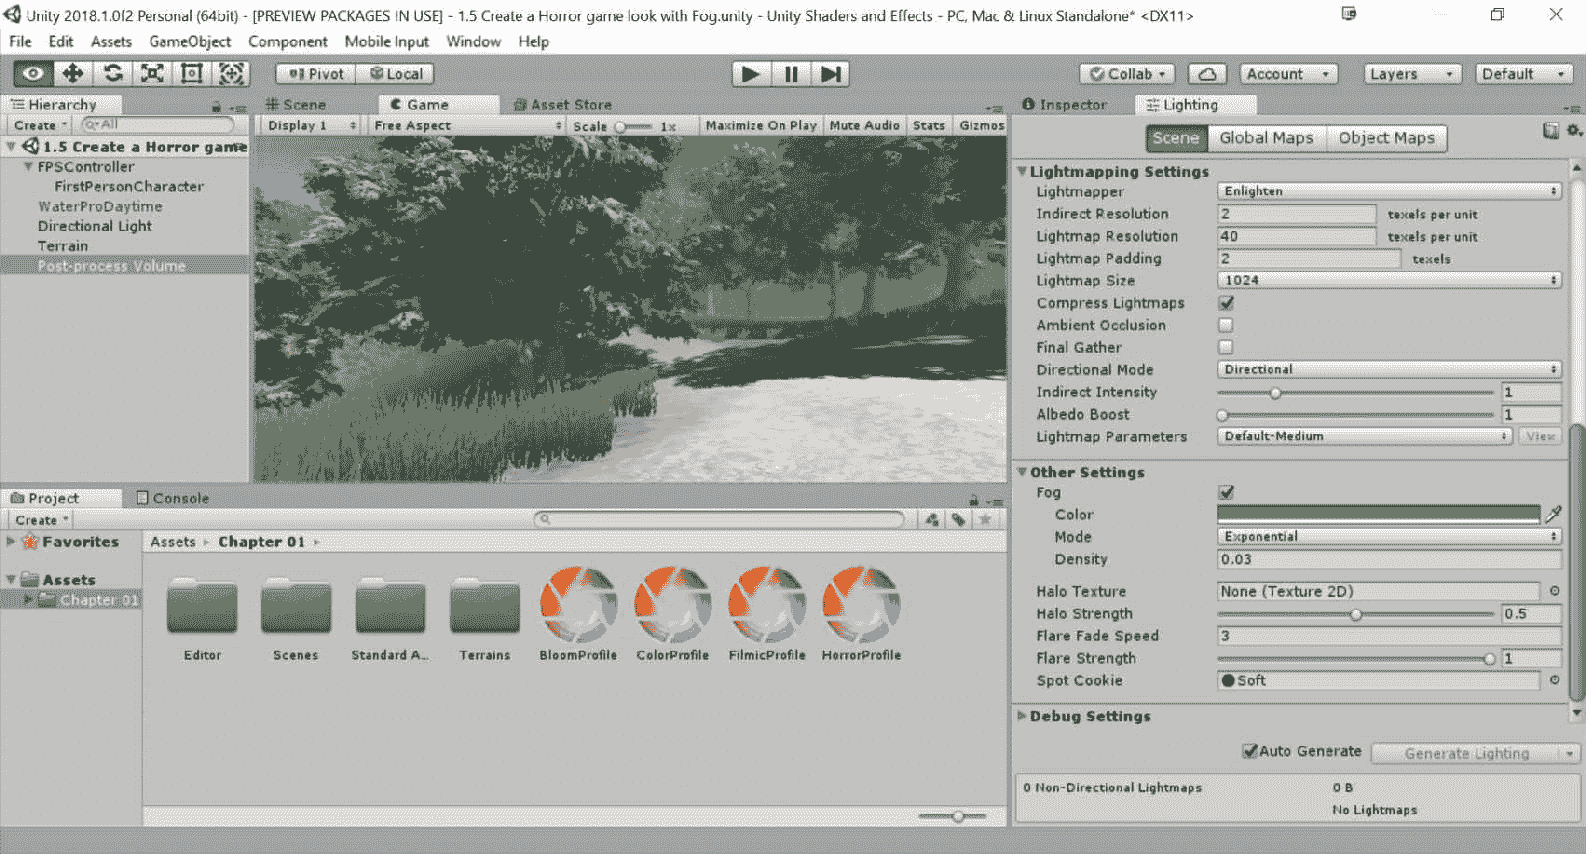 Unity 2018.1.0f2 Personal (64bit) - [PREVIEW PACKAGES IN USE] - 1.5 Create a Horror game look with Fog.unity - Unity Shaders and Effects - PC, Mac & Linux Standalone* <DX11>
File Edit Assets GameObject Component Mobile Input Window Help
Pivot Local Collab Account Layers Default
Hierarchy
Create All
1.5 Create a Horror game
FPSController
FirstPersonCharacter
WaterProDaytime
Directional Light
Terrain
Post-process Volume
Scene Game Asset Store
Display 1 Free Aspect Scale 1x Maximize On Play Mute Audio Stats Gizmos
Inspector Lighting
Scene Global Maps Object Maps
Lightmapping Settings
Lightmapper Enlighten
Indirect Resolution 2 texels per unit
Lightmap Resolution 40 texels per unit
Lightmap Padding 2 texels
Lightmap Size 1024
Compress Lightmaps
Ambient Occlusion
Final Gather
Directional Mode Directional
Indirect Intensity 1
Albedo Boost 1
Lightmap Parameters Default-Medium View
Other Settings
Fog
Color
Mode Exponential
Density 0.03
Halo Texture None (Texture 2D)
Halo Strength 0.5
Flare Fade Speed 3
Flare Strength 1
Spot Cookie Soft
Debug Settings
Auto Generate Generate Lighting
0 Non-Directional Lightmaps 0 B
No Lightmaps
Project Console
Create
Favorites
Assets
Chapter 01
Assets Chapter 01
Editor Scenes Standard A... Terrains BloomProfile ColorProfile FilmicProfile HorrorProfile